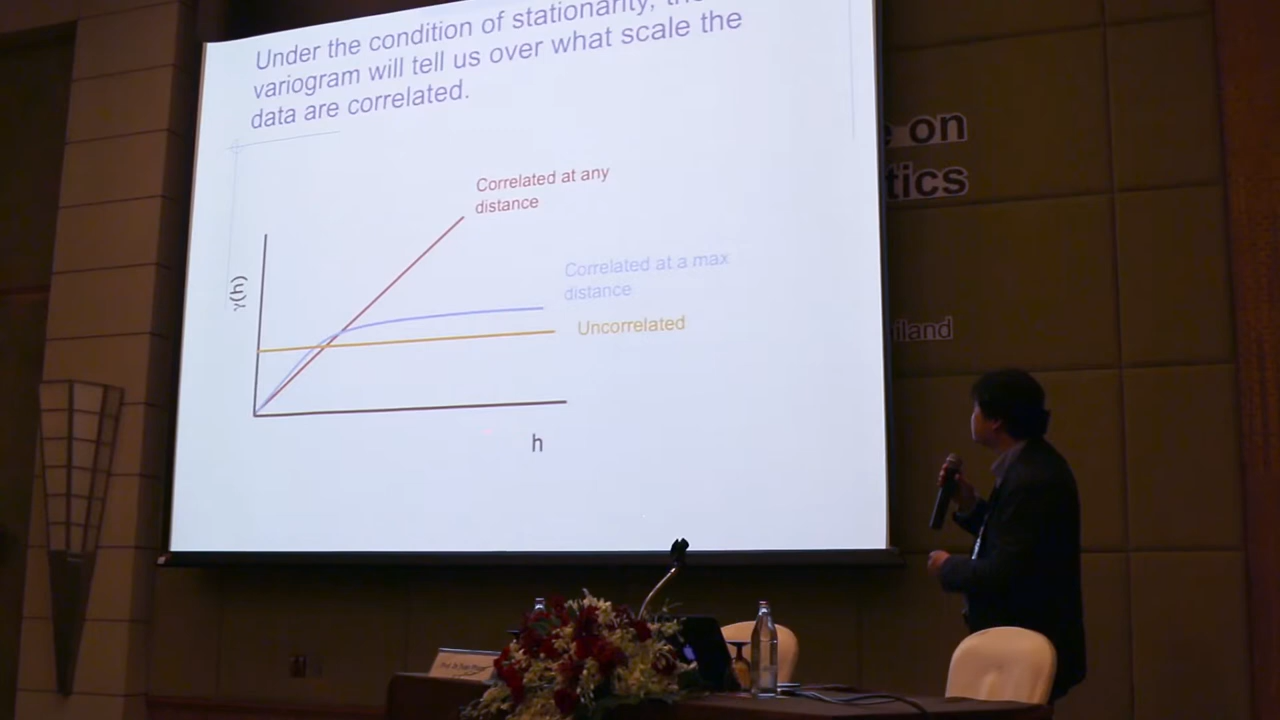 Under the condition of stationarity,
variogram will tell us over what scale the
data are correlated.
Correlated at any
distance
γ(h)
Correlated at a max
distance
Uncorrelated
h
on
tics
iland